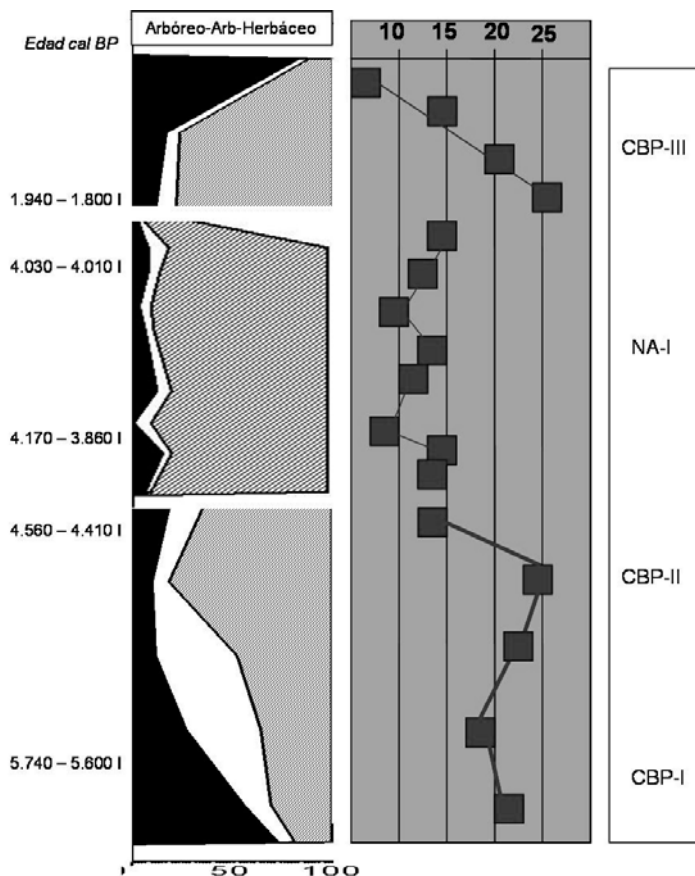 Edad cal BP
Arbóreo-Arb-Herbáceo
10 15 20 25
CBP-III
1.940 – 1.800 I
4.030 – 4.010 I
NA-I
4.170 – 3.860 I
4.560 – 4.410 I
CBP-II
5.740 – 5.600 I
CBP-I
50 100